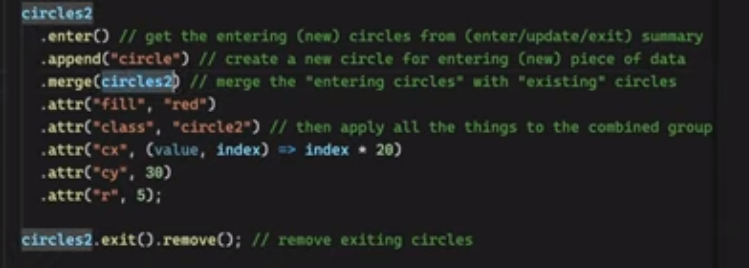 circles2
.enter() // get the entering (new) circles from (enter/update/exit) summary
.append("circle") // create a new circle for entering (new) piece of data
.merge(circles2) // merge the "entering circles" with "existing" circles
.attr("fill", "red")
.attr("class", "circle2") // then apply all the things to the combined group
.attr("cx", (value, index) => index * 20)
.attr("cy", 30)
.attr("r", 5);
circles2.exit().remove(); // remove exiting circles